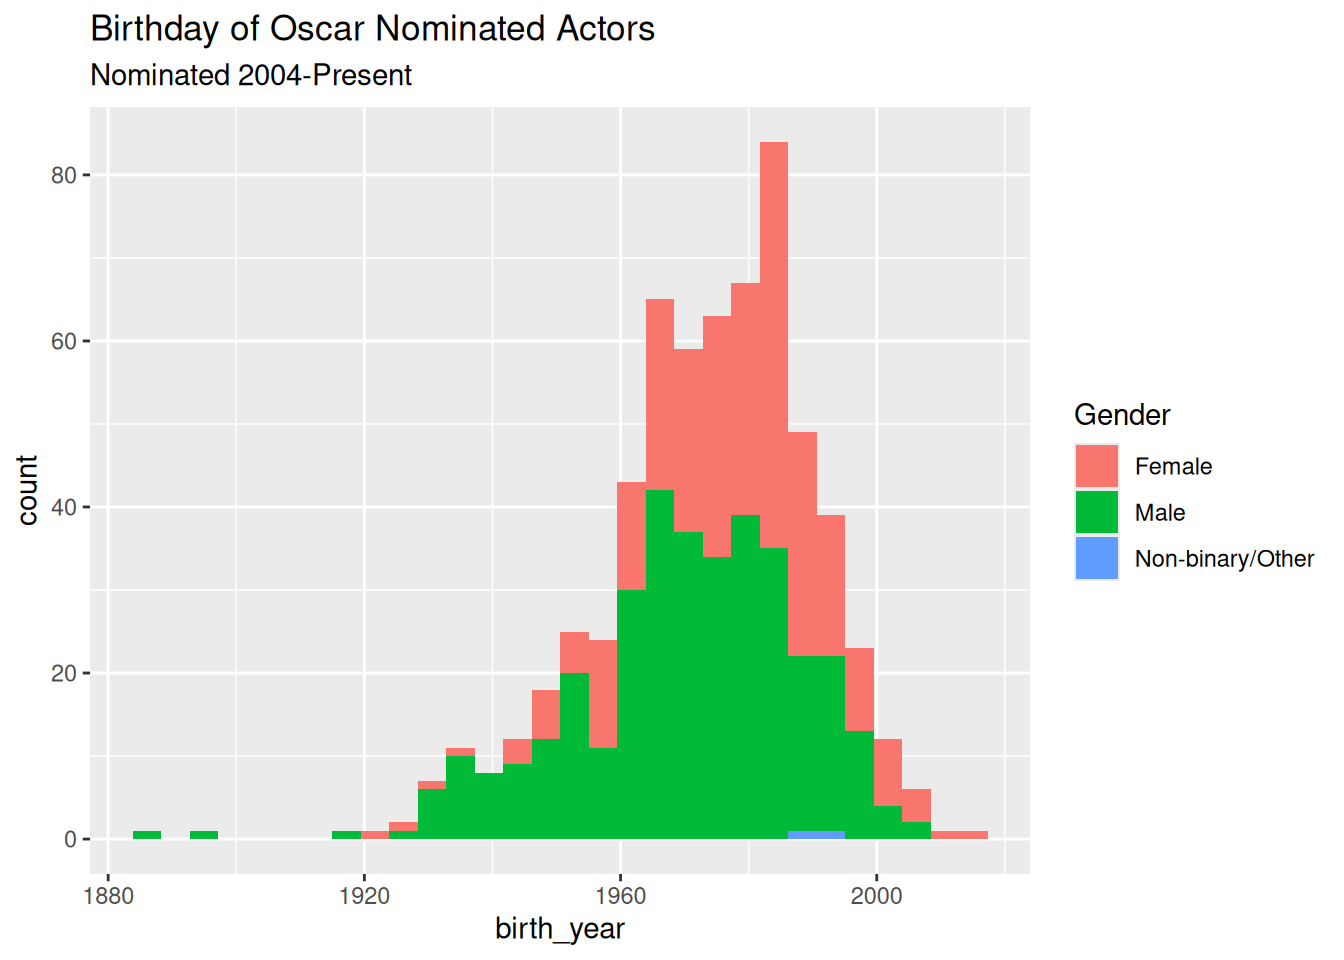 Birthday of Oscar Nominated Actors
Nominated 2004-Present
80
60
40
20
0
count
1880
1920
1960
2000
birth_year
Gender
Female
Male
Non-binary/Other